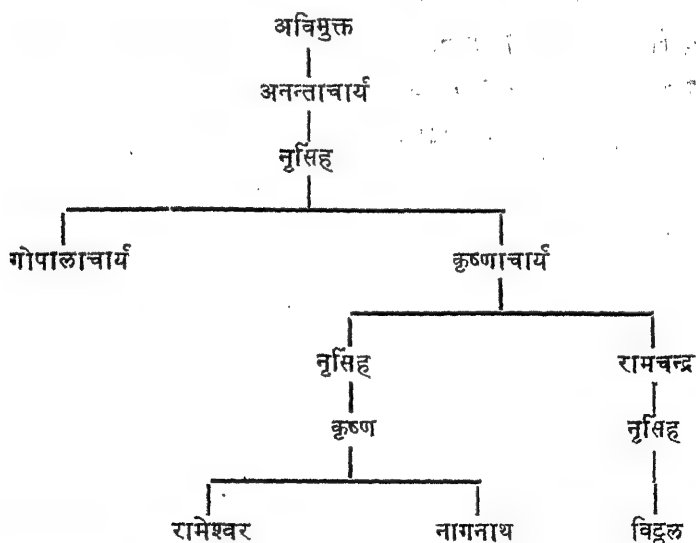 अविमुक्त
अनन्ताचार्य
नृसिंह
गोपालाचार्य कृष्णाचार्य
नृसिंह रामचन्द्र
कृष्ण नृसिंह
रामेश्वर नागनाथ विट्ठल